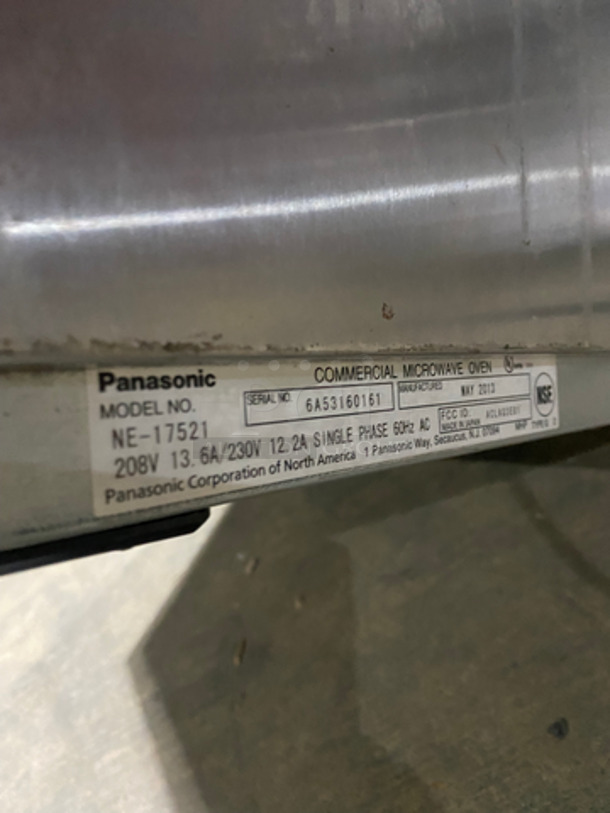 Panasonic COMMERCIAL MICROWAVE OVEN
MODEL NO. SERIAL NO. 6A53160161 MANUFACTURED MAY 2013
NE-17521 NSF
208V 13.6A/230V 12.2A SINGLE PHASE 60Hz AC FCC ID:
MADE IN JAPAN
Panasonic Corporation of North America 1 Panasonic Way, Secaucus, N.J. 07094